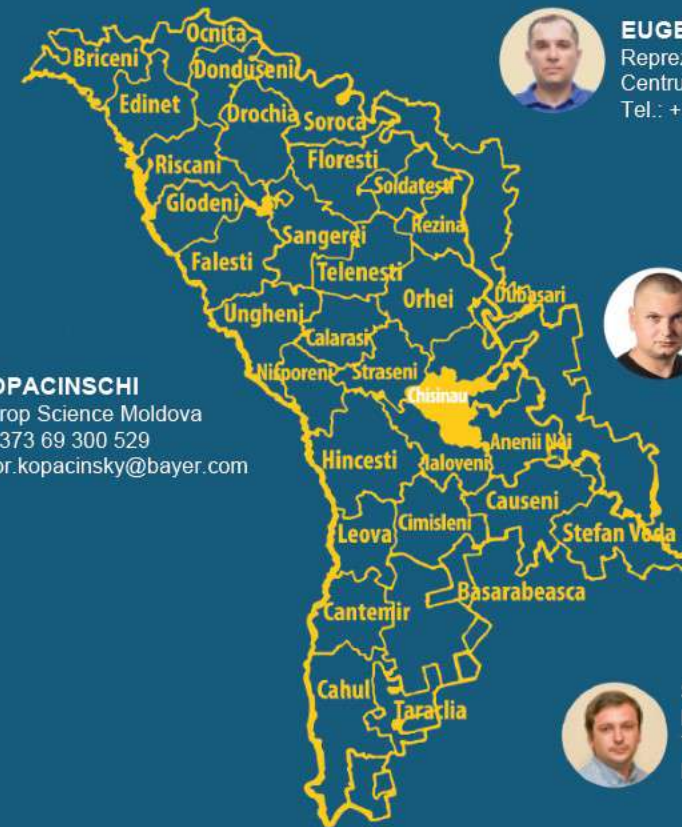 EUGE
Reprez
Centru
Tel.: +
OPACINSCHI
rop Science Moldova
373 69 300 529
or.kopacinsky@bayer.com
Ocnita
Briceni
Donduseni
Edinet
Drochia
Soroca
Riscani
Floresti
Soldatesti
Glodeni
Sangerei
Rezina
Falesti
Telenesti
Orhei
Dubasari
Ungheni
Calarasi
Nisporeni
Straseni
Chisinau
Anenii Noi
Hincesti
Ialoveni
Causeni
Leova
Cimisleni
Stefan Voda
Basarabeasca
Cantemir
Cahul
Taraclia